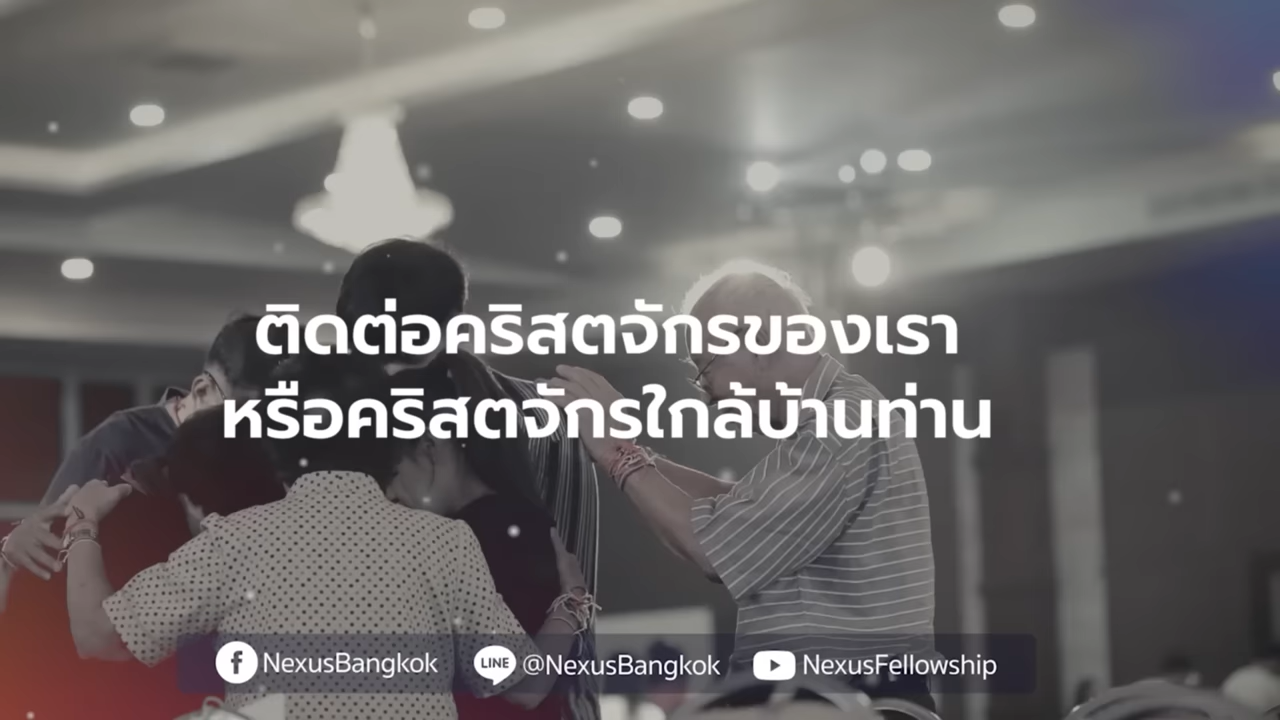 ติดต่อคริสตจักรของเรา
หรือคริสตจักรใกล้บ้านท่าน
NexusBangkok LINE @NexusBangkok NexusFellowship